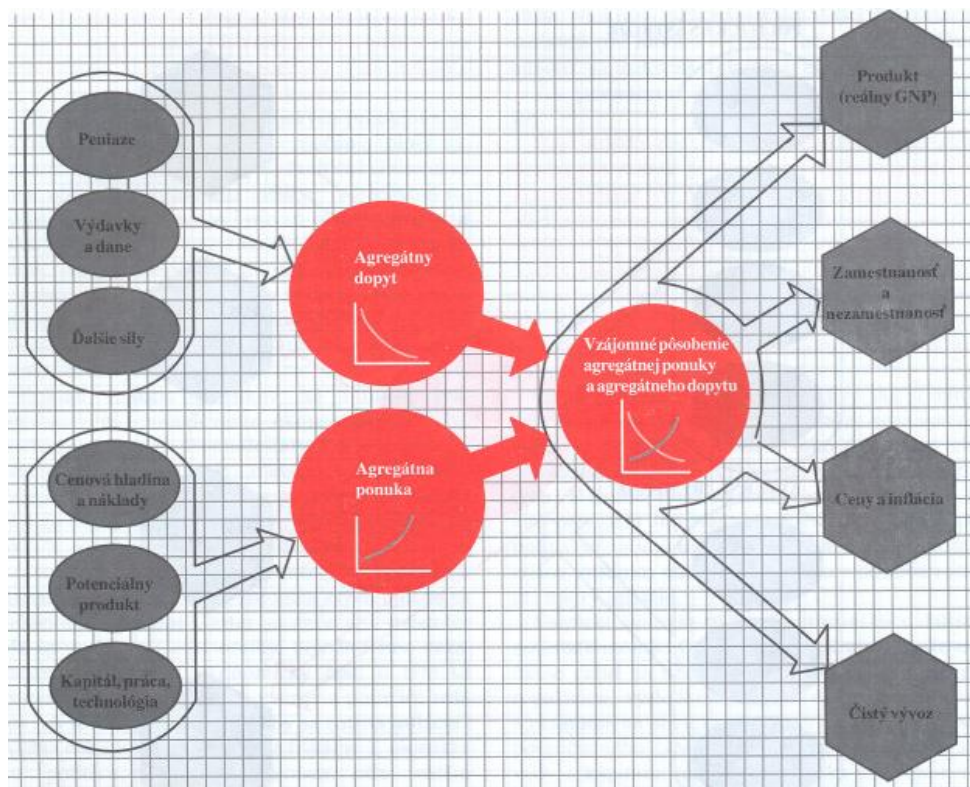 Peniaze
Výdavky
a dane
Ďalšie sily
Cenová hladina
a náklady
Potenciálny
produkt
Kapitál, práca,
technológia
Agregátny
dopyt
Agregátna
ponuka
Vzájomné pôsobenie
agregátnej ponuky
a agregátneho dopytu
Produkt
(reálny GNP)
Zamestnanosť
a
nezamestnanosť
Ceny a inflácia
Čistý vývoz